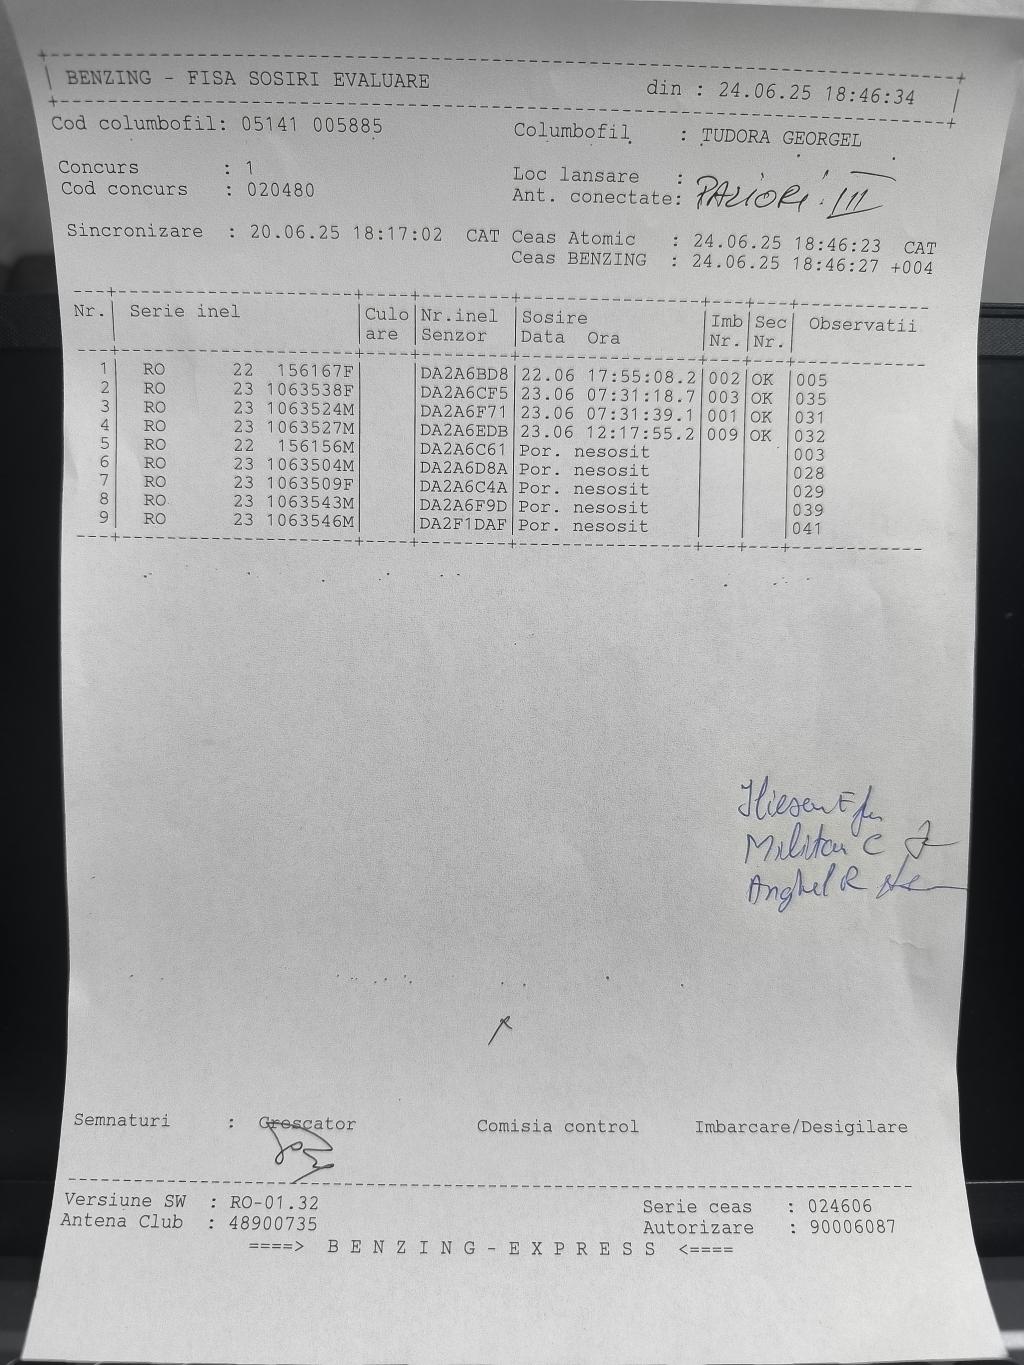 BENZING - FISA SOSIRI EVALUARE din : 24.06.25 18:46:34
Cod columbofil: 05141 005885 Columbofil : TUDORA GEORGEL
Concurs : 1 Loc lansare :
Cod concurs : 020480 Ant. conectate: PALIORI III
Sincronizare : 20.06.25 18:17:02 CAT Ceas Atomic : 24.06.25 18:46:23 CAT
Ceas BENZING : 24.06.25 18:46:27 +004
Nr. Serie inel Culo Nr.inel Sosire Imb Sec Observatii
are Senzor Data Ora Nr. Nr.
1 RO 22 156167F DA2A6BD8 22.06 17:55:08.2 002 OK 005
2 RO 23 1063538F DA2A6CF5 23.06 07:31:18.7 003 OK 035
3 RO 23 1063524M DA2A6F71 23.06 07:31:39.1 001 OK 031
4 RO 23 1063527M DA2A6EDB 23.06 12:17:55.2 009 OK 032
5 RO 22 156156M DA2A6C61 Por. nesosit 003
6 RO 23 1063504M DA2A6D8A Por. nesosit 028
7 RO 23 1063509F DA2A6C4A Por. nesosit 029
8 RO 23 1063543M DA2A6F9D Por. nesosit 039
9 RO 23 1063546M DA2F1DAF Por. nesosit 041
Militaru C
Anghel R
Semnaturi : Crescator Comisia control Imbarcare/Desigilare
Versiune SW : RO-01.32 Serie ceas : 024606
Antena Club : 48900735 Autorizare : 90006087
====> B E N Z I N G - E X P R E S S <====